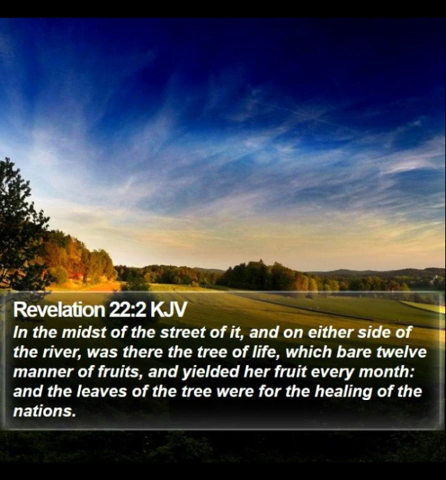 Revelation 22:2 KJV
In the midst of the street of it, and on either side of
the river, was there the tree of life, which bare twelve
manner of fruits, and yielded her fruit every month:
and the leaves of the tree were for the healing of the
nations.